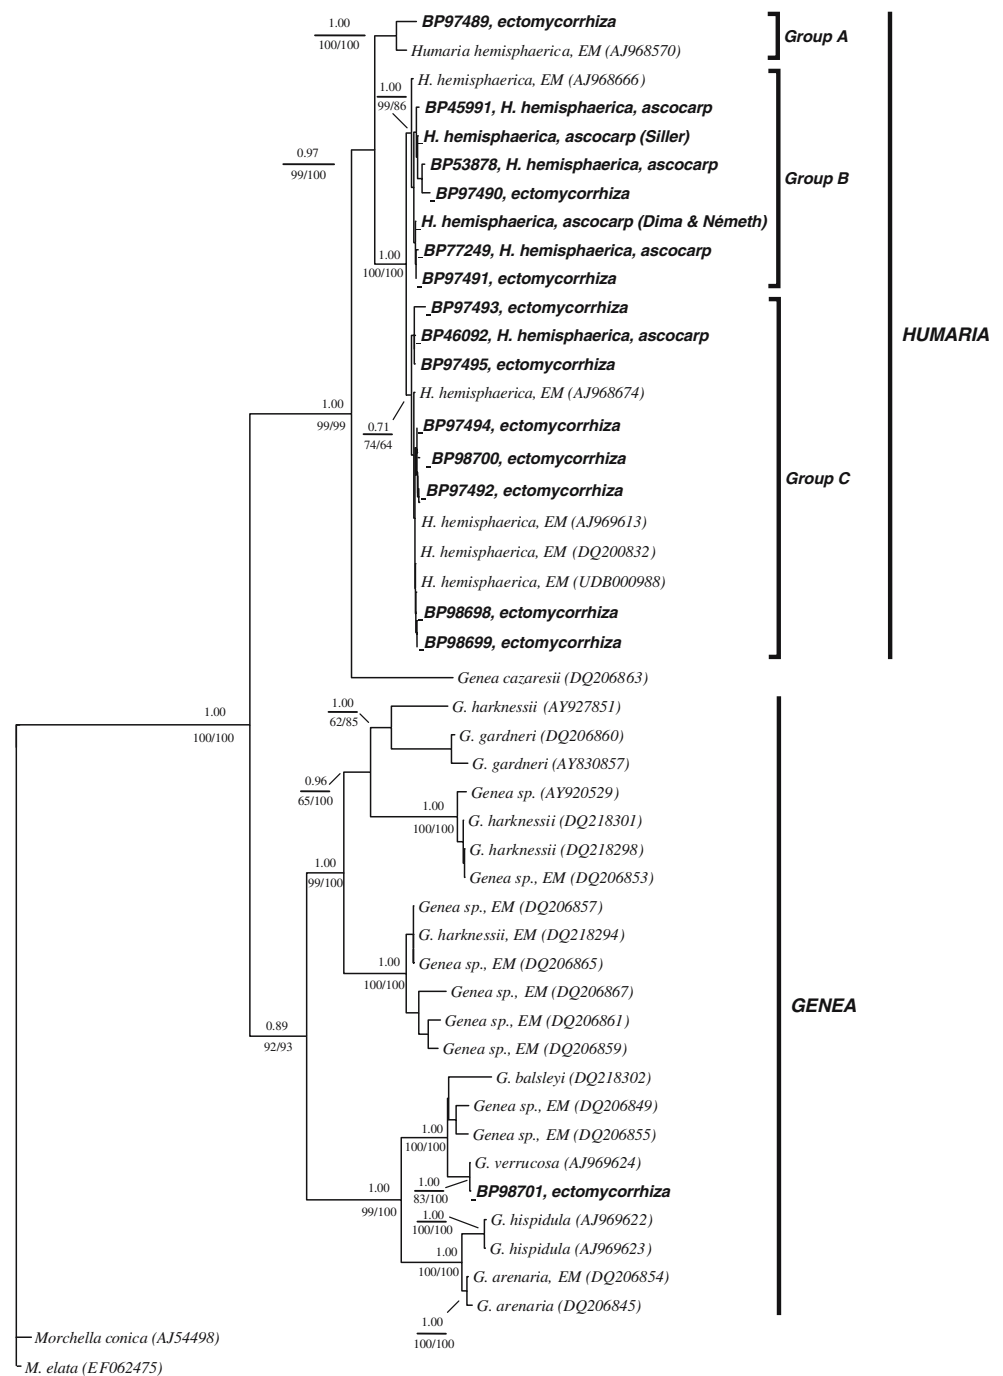 1.00
100/100
BP97489, ectomycorrhiza
Humaria hemisphaerica, EM (AJ968570)
Group A
H. hemisphaerica, EM (AJ968666)
1.00
99/86
BP45991, H. hemisphaerica, ascocarp
H. hemisphaerica, ascocarp (Siller)
0.97
99/100
BP53878, H. hemisphaerica, ascocarp
Group B
BP97490, ectomycorrhiza
H. hemisphaerica, ascocarp (Dima & Németh)
BP77249, H. hemisphaerica, ascocarp
1.00
100/100
BP97491, ectomycorrhiza
BP97493, ectomycorrhiza
BP46092, H. hemisphaerica, ascocarp
HUMARIA
BP97495, ectomycorrhiza
H. hemisphaerica, EM (AJ968674)
1.00
99/99
0.71
74/64
BP97494, ectomycorrhiza
BP98700, ectomycorrhiza
Group C
BP97492, ectomycorrhiza
H. hemisphaerica, EM (AJ969613)
H. hemisphaerica, EM (DQ200832)
H. hemisphaerica, EM (UDB000988)
BP98698, ectomycorrhiza
BP98699, ectomycorrhiza
Genea cazaresii (DQ206863)
1.00
62/85
G. harknessii (AY927851)
1.00
100/100
G. gardneri (DQ206860)
G. gardneri (AY830857)
0.96
65/100
Genea sp. (AY920529)
1.00
100/100
G. harknessii (DQ218301)
G. harknessii (DQ218298)
1.00
99/100
Genea sp., EM (DQ206853)
Genea sp., EM (DQ206857)
G. harknessii, EM (DQ218294)
1.00
100/100
Genea sp., EM (DQ206865)
Genea sp., EM (DQ206867)
GENEA
0.89
92/93
Genea sp., EM (DQ206861)
Genea sp., EM (DQ206859)
G. balsleyi (DQ218302)
Genea sp., EM (DQ206849)
1.00
100/100
Genea sp., EM (DQ206855)
G. verrucosa (AJ969624)
1.00
83/100
BP98701, ectomycorrhiza
1.00
99/100
1.00
100/100
G. hispidula (AJ969622)
G. hispidula (AJ969623)
1.00
100/100
G. arenaria, EM (DQ206854)
G. arenaria (DQ206845)
1.00
100/100
Morchella conica (AJ54498)
M. elata (EF062475)